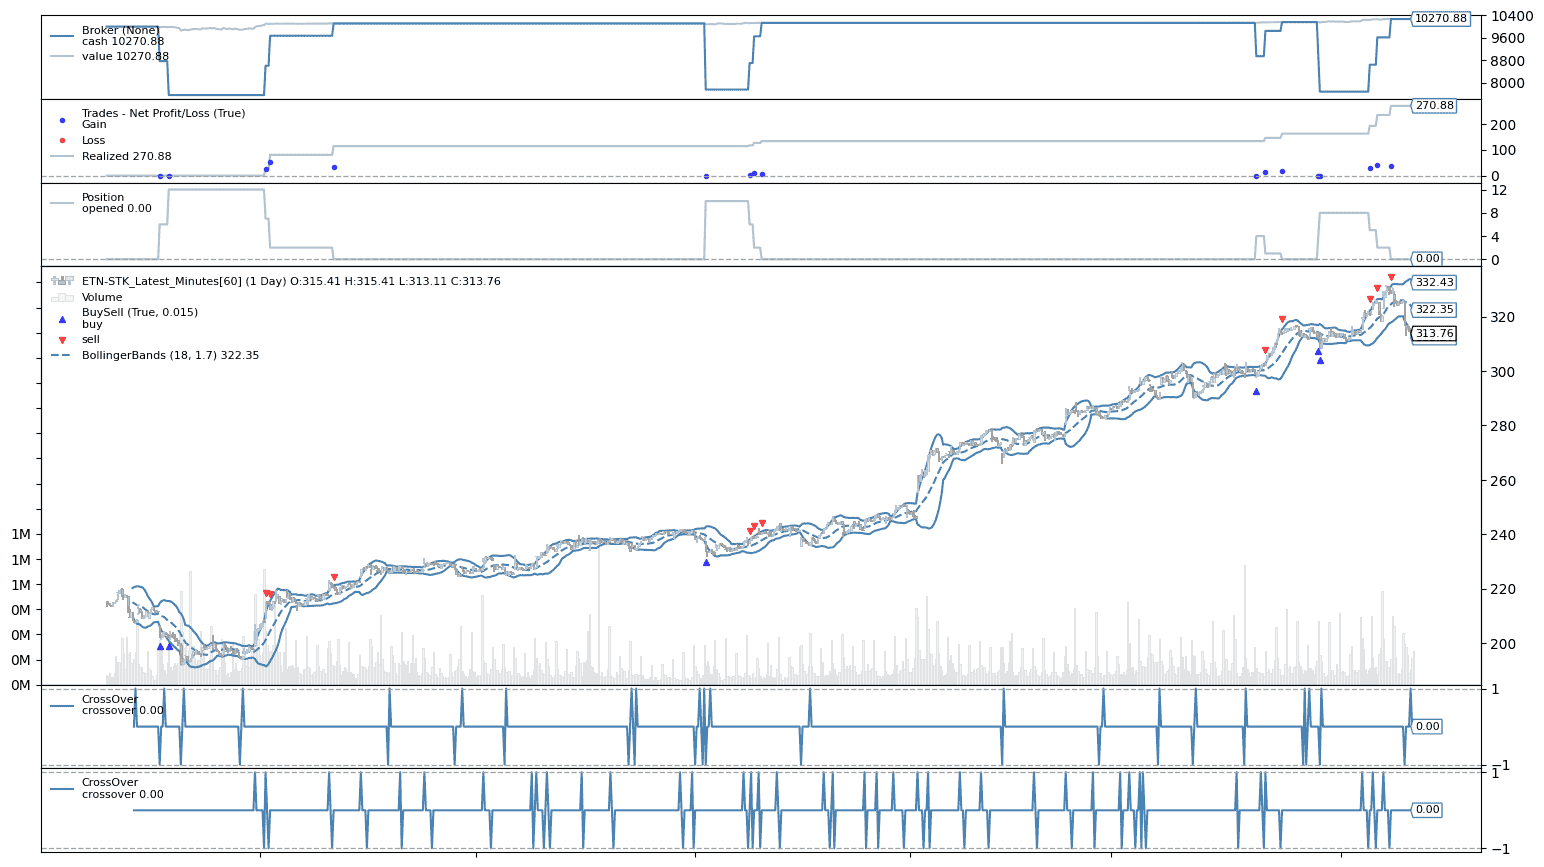 Broker (None)
cash 10270.88
value 10270.88
10270.88
10400
9600
8800
8000
Trades - Net Profit/Loss (True)
Gain
Loss
Realized 270.88
270.88
200
100
0
Position
opened 0.00
12
8
4
0
0.00
ETN-STK_Latest_Minutes[60] (1 Day) O:315.41 H:315.41 L:313.11 C:313.76
Volume
BuySell (True, 0.015)
buy
sell
BollingerBands (18, 1.7) 322.35
332.43
322.35
313.76
320
300
280
260
240
220
200
1M
1M
1M
0M
0M
0M
0M
CrossOver
crossover 0.00
1
0.00
−1
CrossOver
crossover 0.00
1
0.00
−1